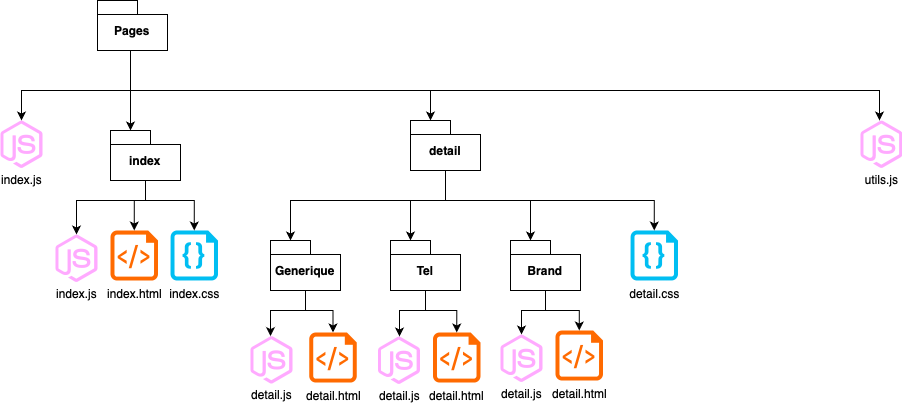 Pages
JS
index.js
index
detail
JS
utils.js
JS
index.js
</>
index.html
{}
index.css
Generique
Tel
Brand
{}
detail.css
JS
detail.js
</>
detail.html
JS
detail.js
</>
detail.html
JS
detail.js
</>
detail.html